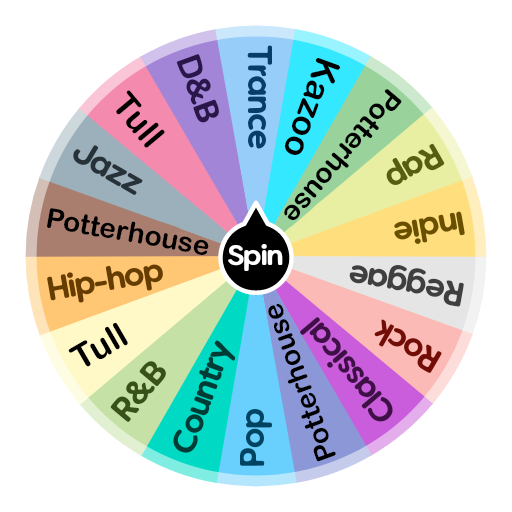 Trance
Kazoo
Potterhouse
Rap
Indie
Reggae
Rock
Classical
Potterhouse
Pop
Country
R&B
Tull
Hip-hop
Potterhouse
Jazz
Tull
D&B
Spin